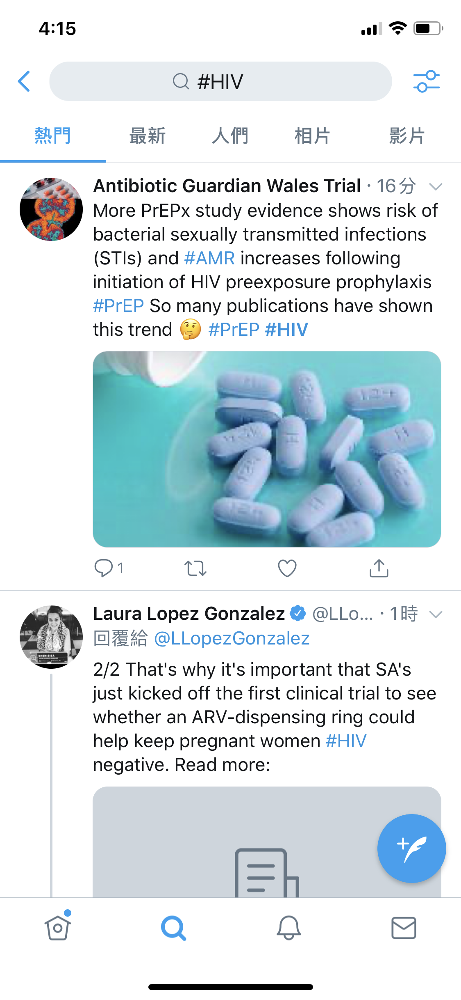 4:15
#HIV
熱門 最新 人們 相片 影片
Antibiotic Guardian Wales Trial · 16分
More PrEPx study evidence shows risk of
bacterial sexually transmitted infections
(STIs) and #AMR increases following
initiation of HIV preexposure prophylaxis
#PrEP So many publications have shown
this trend 🤔 #PrEP #HIV
1
Laura Lopez Gonzalez @LLo... · 1時
回覆給 @LLopezGonzalez
2/2 That's why it's important that SA's
just kicked off the first clinical trial to see
whether an ARV-dispensing ring could
help keep pregnant women #HIV
negative. Read more: